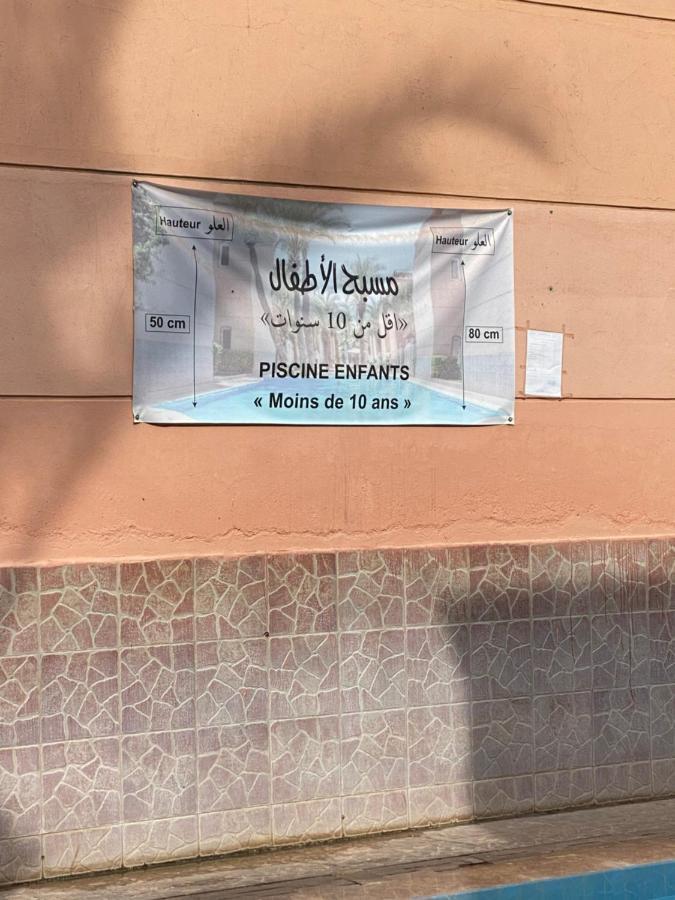 Hauteur العلو
Hauteur العلو
مسبح الأطفال
«اقل من 10 سنوات»
50 cm
80 cm
PISCINE ENFANTS
« Moins de 10 ans »